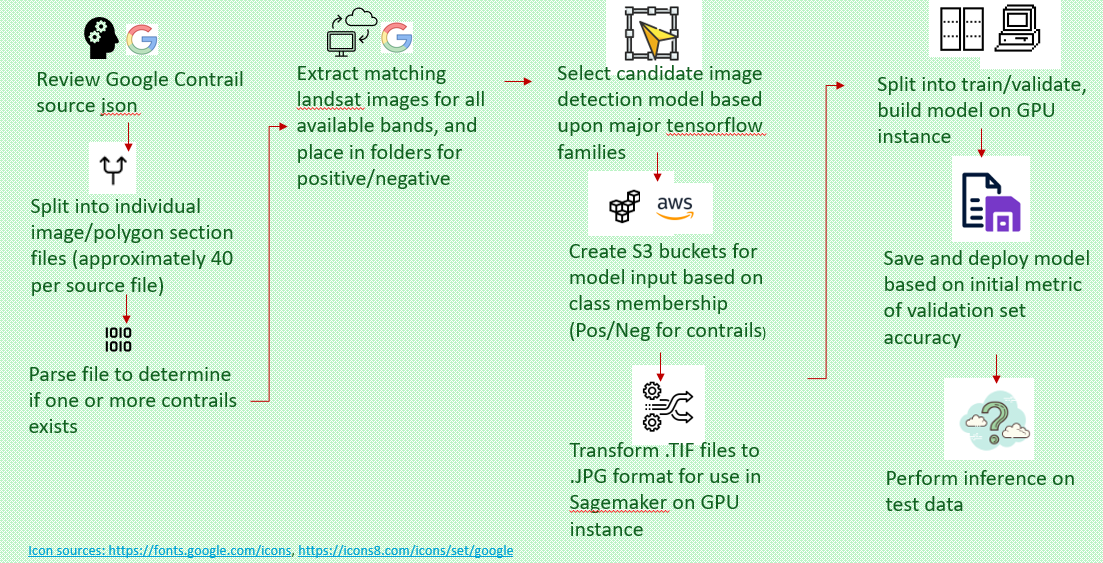 Review Google Contrail
source json
Split into individual
image/polygon section
files (approximately 40
per source file)
1010
1010
Parse file to determine
if one or more contrails
exists
Extract matching
landsat images for all
available bands, and
place in folders for
positive/negative
Select candidate image
detection model based
upon major tensorflow
families
aws
Create S3 buckets for
model input based on
class membership
(Pos/Neg for contrails)
Transform .TIF files to
.JPG format for use in
Sagemaker on GPU
instance
Split into train/validate,
build model on GPU
instance
Save and deploy model
based on initial metric
of validation set
accuracy
Perform inference on
test data
Icon sources: https://fonts.google.com/icons, https://icons8.com/icons/set/google